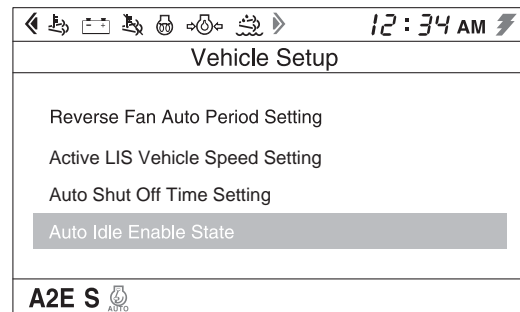 12:34 AM
Vehicle Setup
Reverse Fan Auto Period Setting
Active LIS Vehicle Speed Setting
Auto Shut Off Time Setting
Auto Idle Enable State
A2E S AUTO